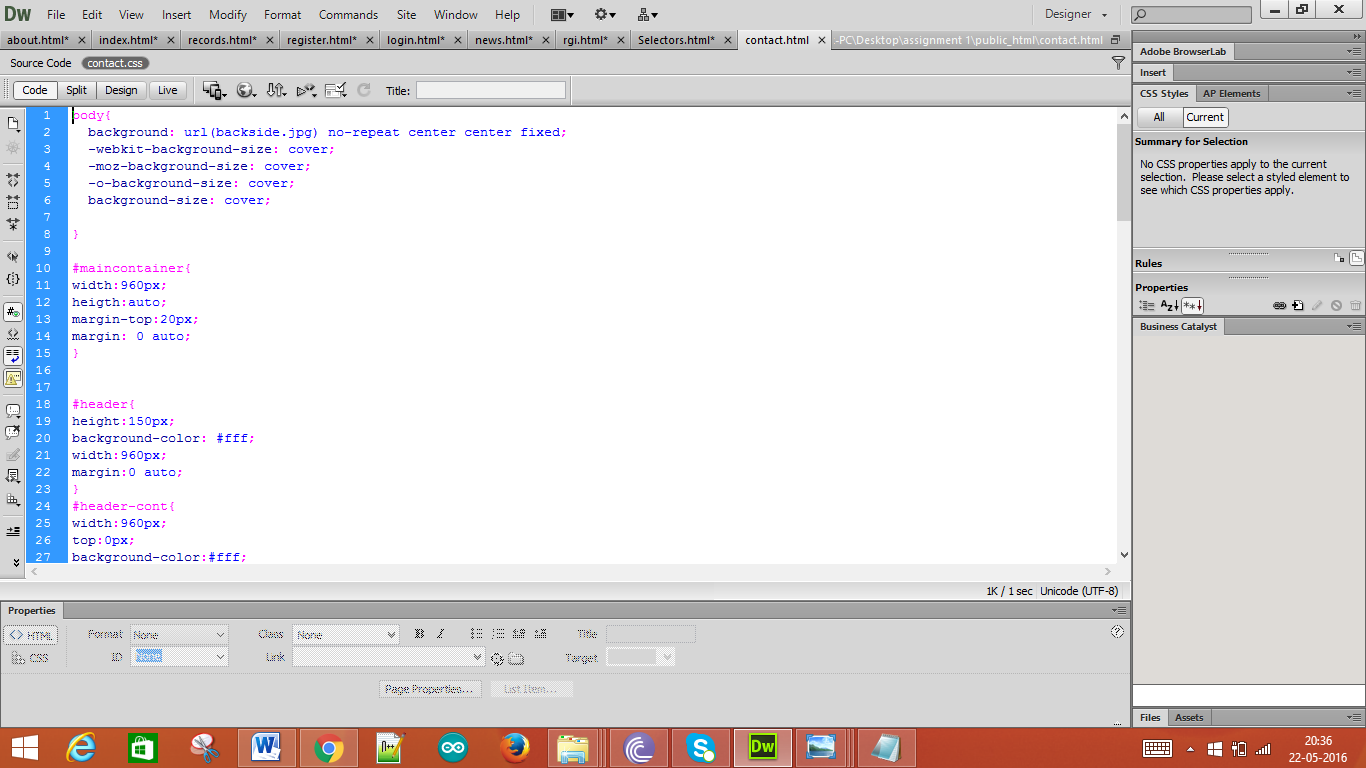 Dw File Edit View Insert Modify Format Commands Site Window Help Designer
about.html* index.html* records.html* register.html* login.html* news.html* rgi.html* Selectors.html* contact.html -PC\Desktop\assignment 1\public_html\contact.html
Source Code contact.css
Code Split Design Live Title:
1 body{
2 background: url(backside.jpg) no-repeat center center fixed;
3 -webkit-background-size: cover;
4 -moz-background-size: cover;
5 -o-background-size: cover;
6 background-size: cover;
7
8 }
9
10 #maincontainer{
11 width:960px;
12 heigth:auto;
13 margin-top:20px;
14 margin: 0 auto;
15 }
16
17
18 #header{
19 height:150px;
20 background-color: #fff;
21 width:960px;
22 margin:0 auto;
23 }
24 #header-cont{
25 width:960px;
26 top:0px;
27 background-color:#fff;
1K / 1 sec Unicode (UTF-8)
Adobe BrowserLab
Insert
CSS Styles AP Elements
All Current
Summary for Selection
No CSS properties apply to the current
selection. Please select a styled element to
see which CSS properties apply.
Rules
Properties
Business Catalyst
Files Assets
Properties
<> HTML Format None Class None B I Title
CSS ID None Link Target
Page Properties... List Item...
W Dw S
20:36
22-05-2016